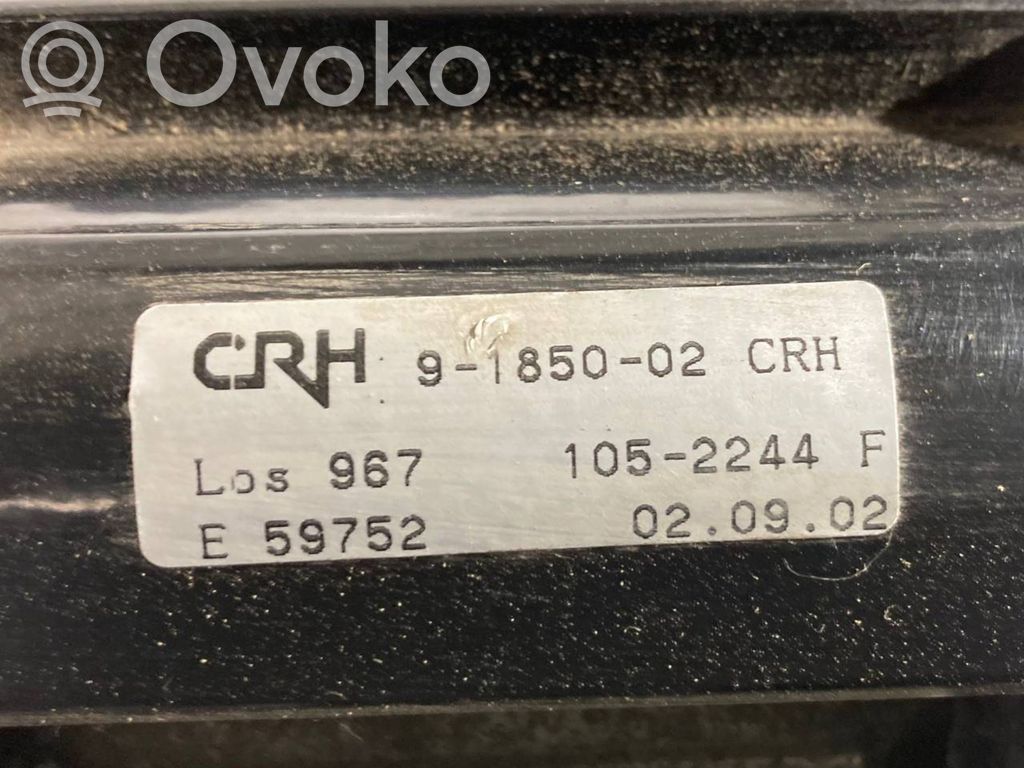 Ovoko
CRH 9-1850-02 CRH
Los 967 105-2244 F
E 59752 02.09.02